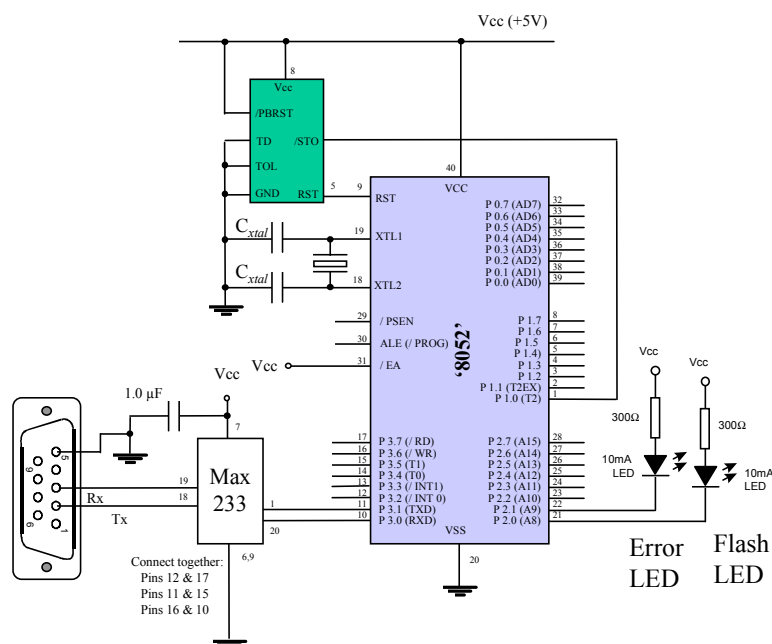 Vcc (+5V)
8
Vcc
/PBRST
TD
/STO
TOL
GND
RST
5
9
RST
40
VCC
C xtal
19
XTL1
C xtal
18
XTL2
29
/ PSEN
30
ALE (/ PROG)
Vcc
31
/ EA
‘8052’
P 0.7 (AD7)
32
P 0.6 (AD6)
33
P 0.5 (AD5)
34
P 0.4 (AD4)
35
P 0.3 (AD3)
36
P 0.2 (AD2)
37
P 0.1 (AD1)
38
P 0.0 (AD0)
39
P 1.7
8
P 1.6
7
P 1.5
6
P 1.4)
5
P 1.3
4
P 1.2
3
P 1.1 (T2EX)
2
P 1.0 (T2)
1
17
P 3.7 (/ RD)
16
P 3.6 (/ WR)
15
P 3.5 (T1)
14
P 3.4 (T0)
13
P 3.3 (/ INT1)
12
P 3.2 (/ INT 0)
11
P 3.1 (TXD)
10
P 3.0 (RXD)
P 2.7 (A15)
28
P 2.6 (A14)
27
P 2.5 (A13)
26
P 2.4 (A12)
25
P 2.3 (A11)
24
P 2.2 (A10)
23
P 2.1 (A9)
22
P 2.0 (A8)
21
VSS
20
Vcc
300Ω
10mA
LED
Vcc
300Ω
10mA
LED
Error
LED
Flash
LED
Vcc
1.0 µF
7
Max
233
19
18
Rx
Tx
1
20
6,9
5
9
6
1
Connect together:
Pins 12 & 17
Pins 11 & 15
Pins 16 & 10